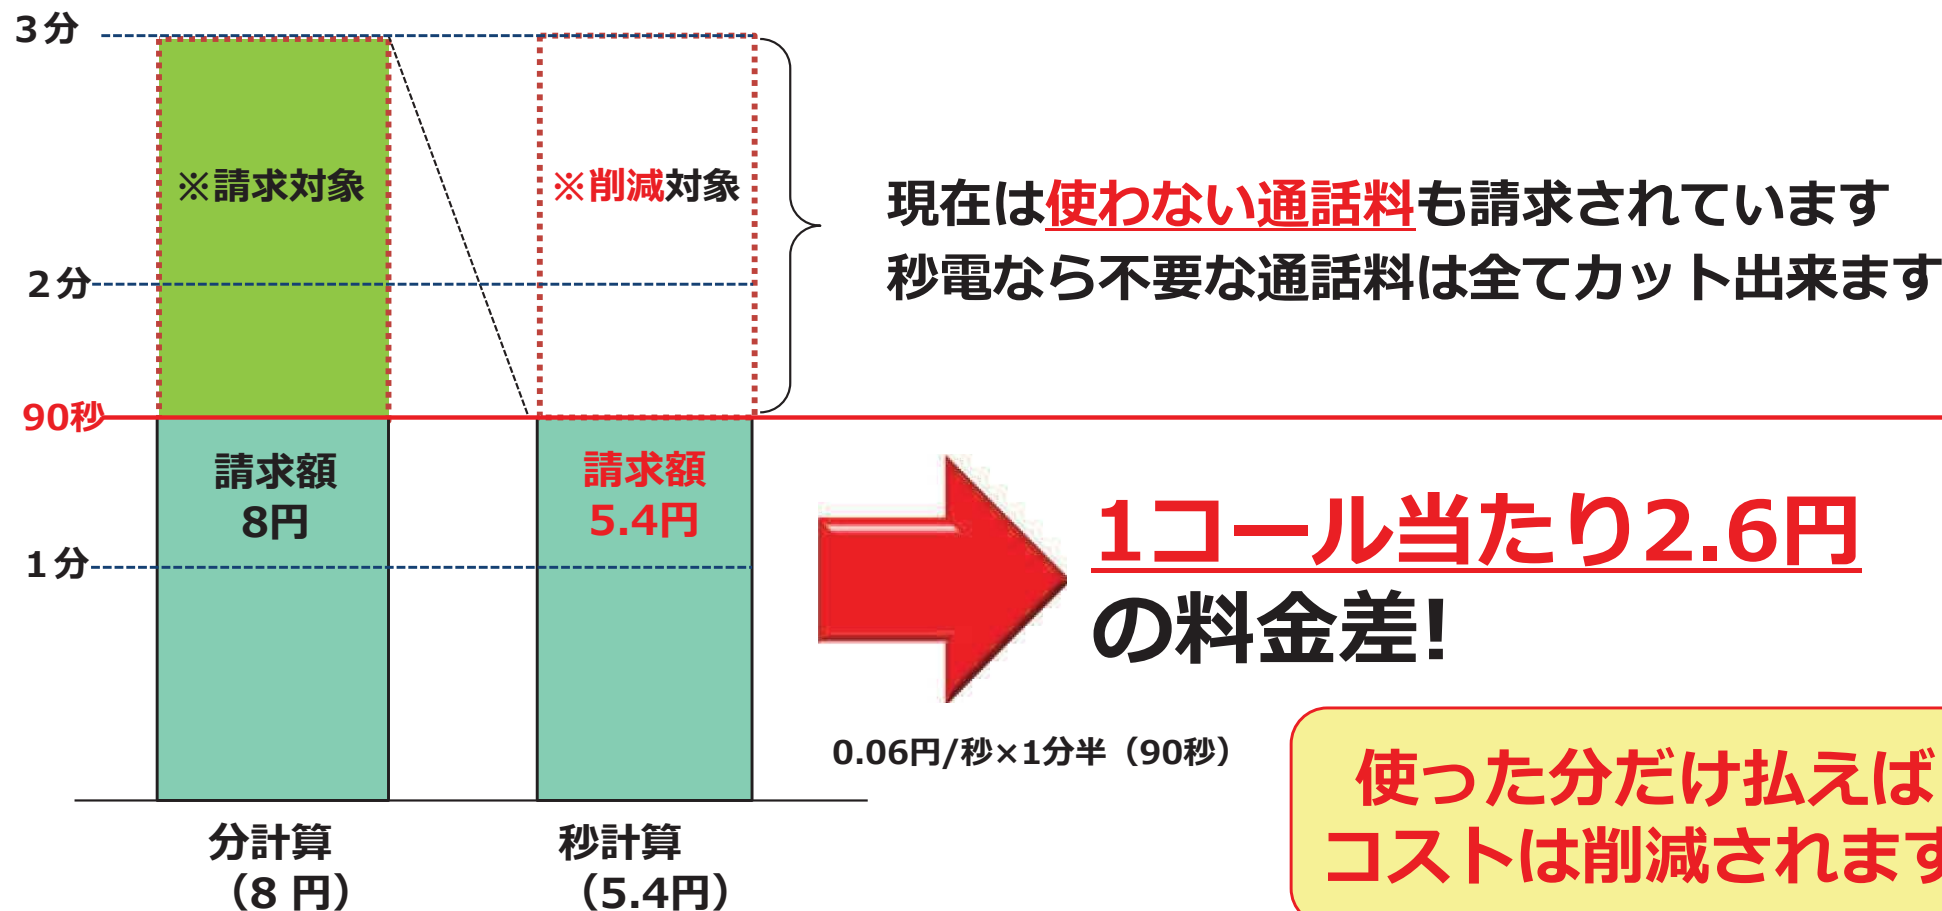 3分
※請求対象
※削減対象
現在は使わない通話料も請求されています
秒電なら不要な通話料は全てカット出来ます
2分
90秒
請求額
8円
請求額
5.4円
1分
1コール当たり2.6円
の料金差!
0.06円/秒×1分半（90秒）
使った分だけ払えば
コストは削減されます
分計算
（8 円）
秒計算
（5.4円）